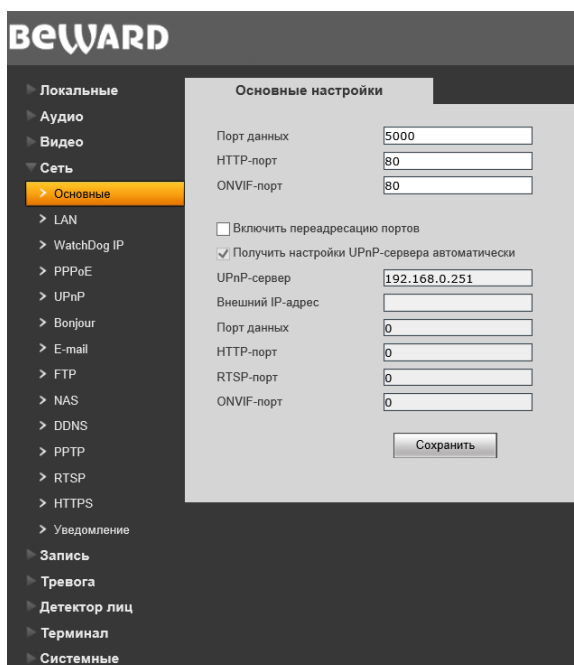 BEWARD
Локальные
Аудио
Видео
Сеть
Основные
LAN
WatchDog IP
PPPoE
UPnP
Bonjour
E-mail
FTP
NAS
DDNS
PPTP
RTSP
HTTPS
Уведомление
Запись
Тревога
Детектор лиц
Терминал
Системные
Основные настройки
Порт данных 5000
HTTP-порт 80
ONVIF-порт 80
Включить переадресацию портов
Получить настройки UPnP-сервера автоматически
UPnP-сервер 192.168.0.251
Внешний IP-адрес
Порт данных 0
HTTP-порт 0
RTSP-порт 0
ONVIF-порт 0
Сохранить